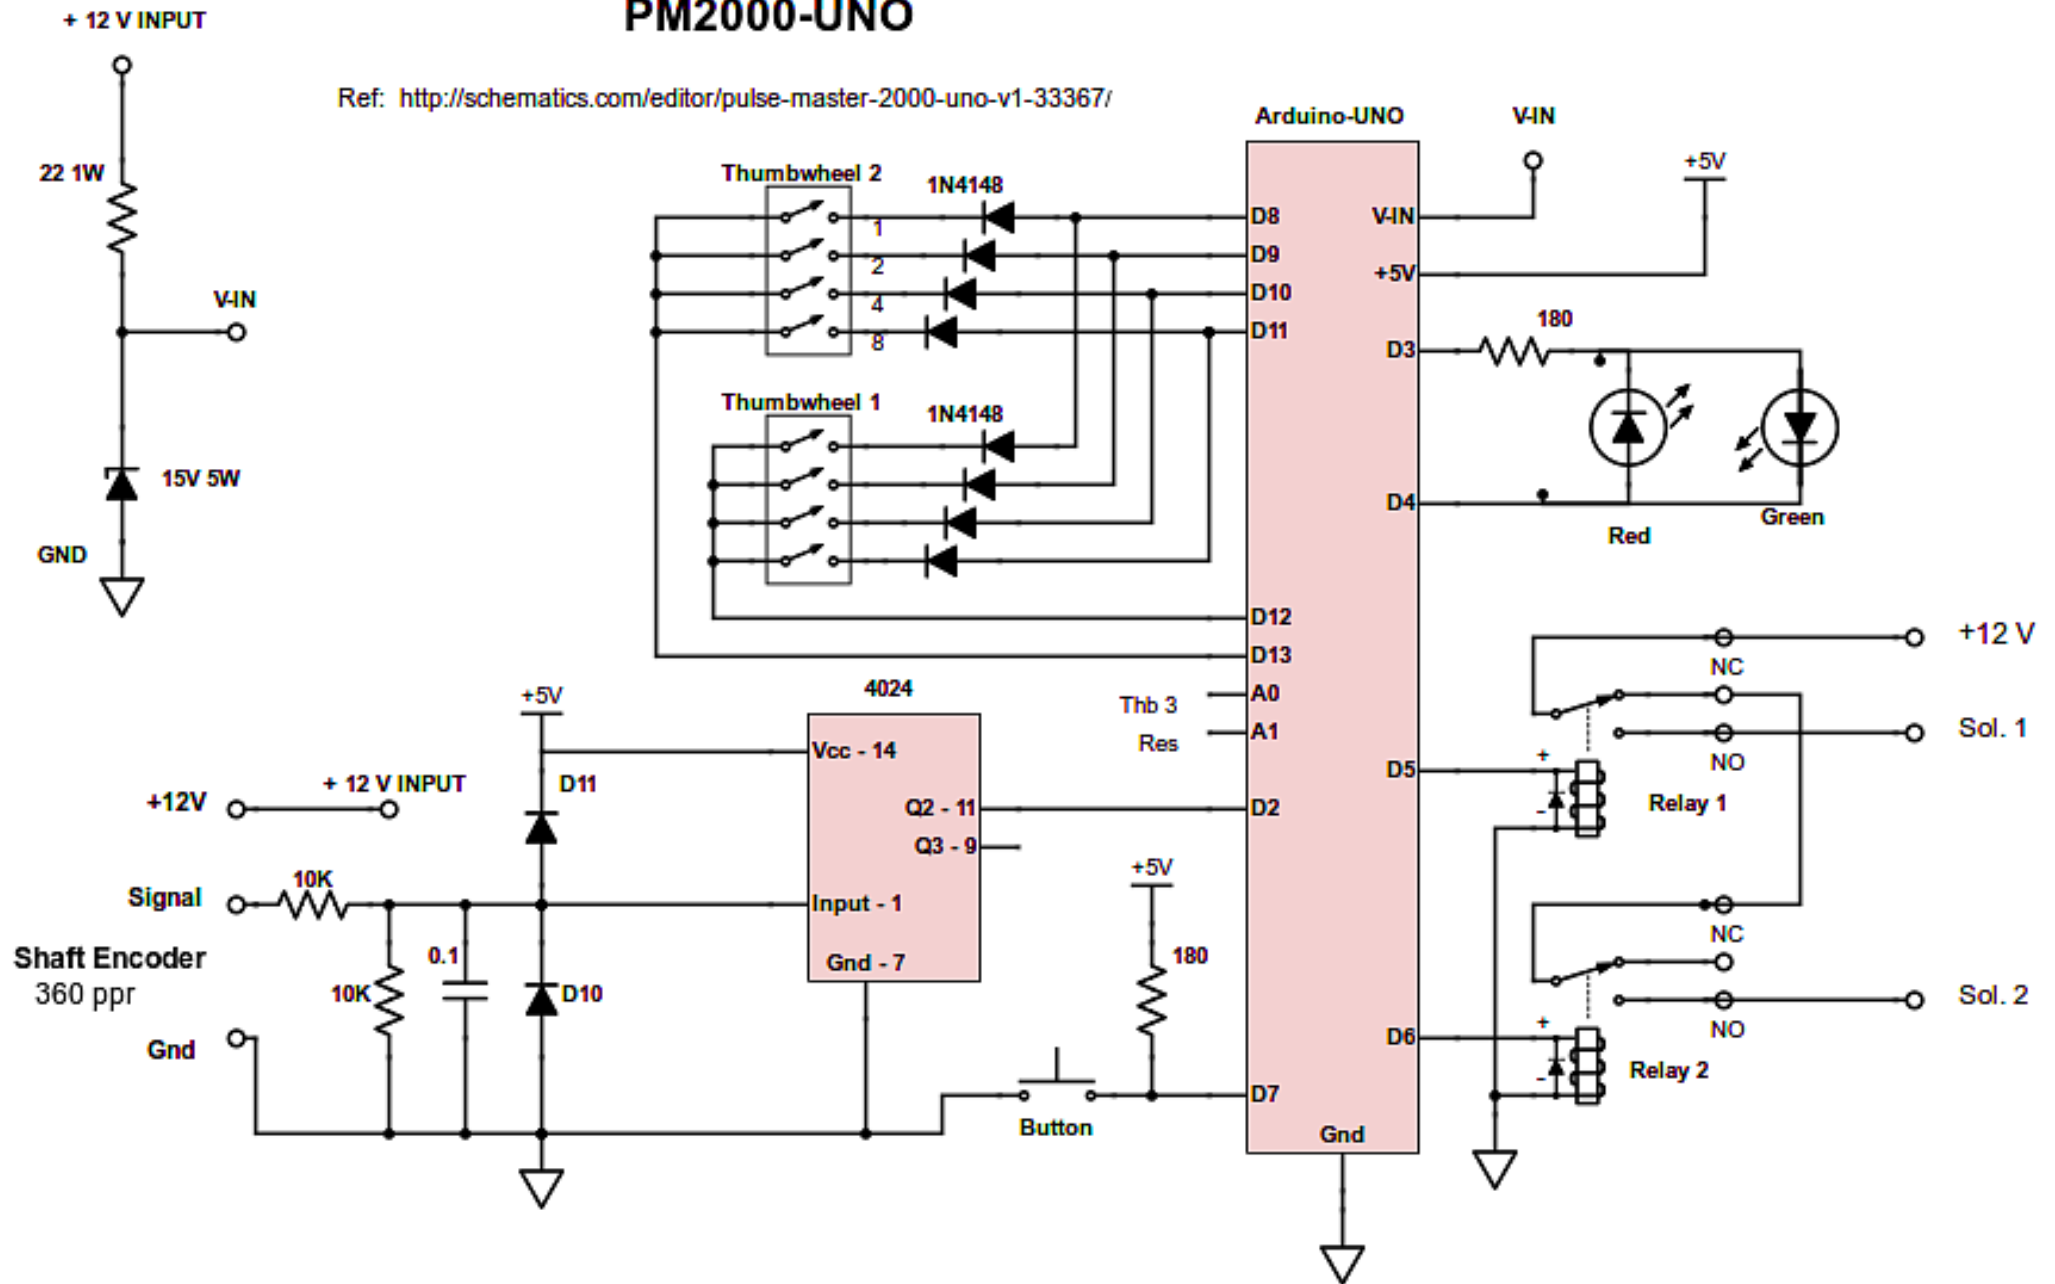 PM2000-UNO
+ 12 V INPUT
Ref: http://schematics.com/editor/pulse-master-2000-uno-v1-33367/
22 1W
V-IN
15V 5W
GND
Thumbwheel 2
1N4148
1
2
4
8
Thumbwheel 1
1N4148
Arduino-UNO
D8
D9
D10
D11
D12
D13
A0
A1
D2
D7
V-IN
+5V
D3
D4
D5
D6
Gnd
Thb 3
Res
V-IN
+5V
180
Red
Green
+12 V
NC
Sol. 1
NO
+
-
Relay 1
NC
Sol. 2
NO
+
-
Relay 2
4024
Vcc - 14
Q2 - 11
Q3 - 9
Input - 1
Gnd - 7
+5V
D11
+12V
+ 12 V INPUT
10K
Signal
Shaft Encoder
360 ppr
10K
0.1
D10
Gnd
+5V
180
Button